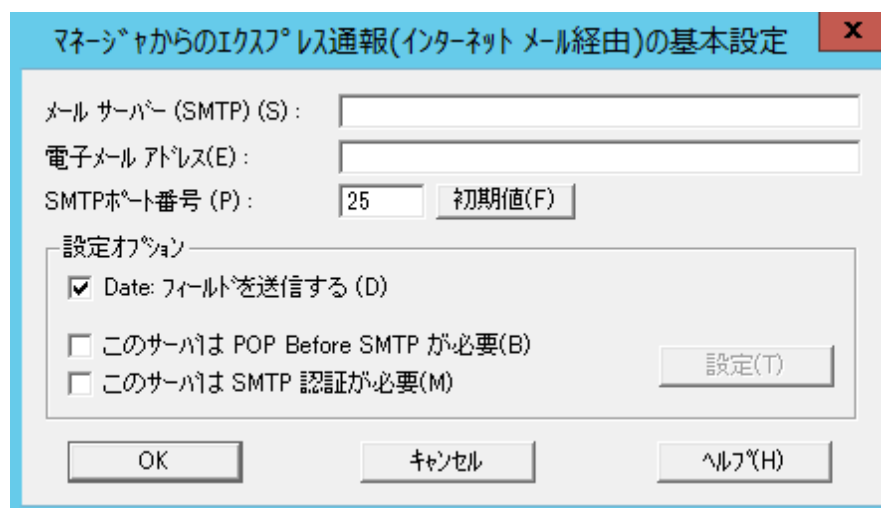 ﾏﾈｰｼﾞｬからのｴｸｽﾌﾟﾚｽ通報(ｲﾝﾀｰﾈｯﾄ ﾒｰﾙ経由)の基本設定
ﾒｰﾙ ｻｰﾊﾞｰ (SMTP) (S) :
電子ﾒｰﾙ ｱﾄﾞﾚｽ(E) :
SMTPﾎﾟｰﾄ番号 (P) : 25 初期値(F)
設定ｵﾌﾟｼｮﾝ
Date: ﾌｨｰﾙﾄﾞを送信する (D)
このｻｰﾊﾞは POP Before SMTP が必要(B)
このｻｰﾊﾞは SMTP 認証が必要(M)
設定(T)
OK ｷｬﾝｾﾙ ﾍﾙﾌﾟ(H)